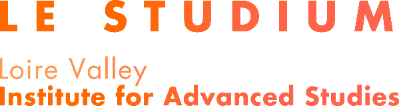 LE STUDIUM
Loire Valley
Institute for Advanced Studies